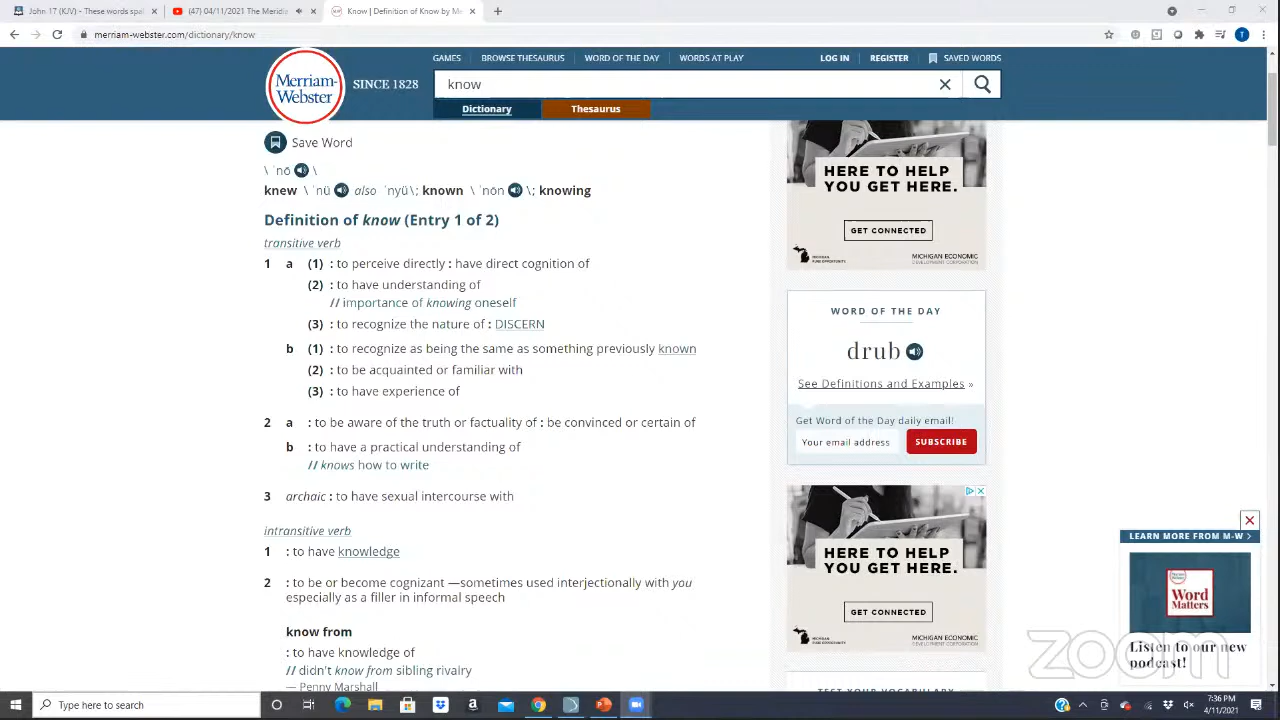 John 17 (KJV) - These words spal
(47) 04/11/2021 The Meridi
Know | Definition of Know by Me
merriam-webster.com/dictionary/know
T
GAMES
BROWSE THESAURUS
WORD OF THE DAY
WORDS AT PLAY
LOG IN
REGISTER
SAVED WORDS
Merriam-
Webster
SINCE 1828
know
Dictionary
Thesaurus
Save Word
\ ˈnō \
knew \ ˈnü also ˈnyü\; known \ ˈnōn \; knowing
Definition of know (Entry 1 of 2)
transitive verb
1 a (1) : to perceive directly : have direct cognition of
(2) : to have understanding of
// importance of knowing oneself
(3) : to recognize the nature of : DISCERN
b (1) : to recognize as being the same as something previously known
(2) : to be acquainted or familiar with
(3) : to have experience of
2 a : to be aware of the truth or factuality of : be convinced or certain of
b : to have a practical understanding of
// knows how to write
3 archaic : to have sexual intercourse with
intransitive verb
1 : to have knowledge
2 : to be or become cognizant —sometimes used interjectionally with you
especially as a filler in informal speech
know from
: to have knowledge of
// didn't know from sibling rivalry
— Penny Marshall
HERE TO HELP
YOU GET HERE.
GET CONNECTED
MICHIGAN
PURE OPPORTUNITY
MICHIGAN ECONOMIC
DEVELOPMENT CORPORATION
WORD OF THE DAY
drub
See Definitions and Examples »
Get Word of the Day daily email!
Your email address
SUBSCRIBE
HERE TO HELP
YOU GET HERE.
GET CONNECTED
MICHIGAN
PURE OPPORTUNITY
MICHIGAN ECONOMIC
DEVELOPMENT CORPORATION
TEST YOUR VOCABULARY
LEARN MORE FROM M-W >
Word
Matters
Listen to our new
podcast!
zoom
Type here to search
7:36 PM
4/11/2021